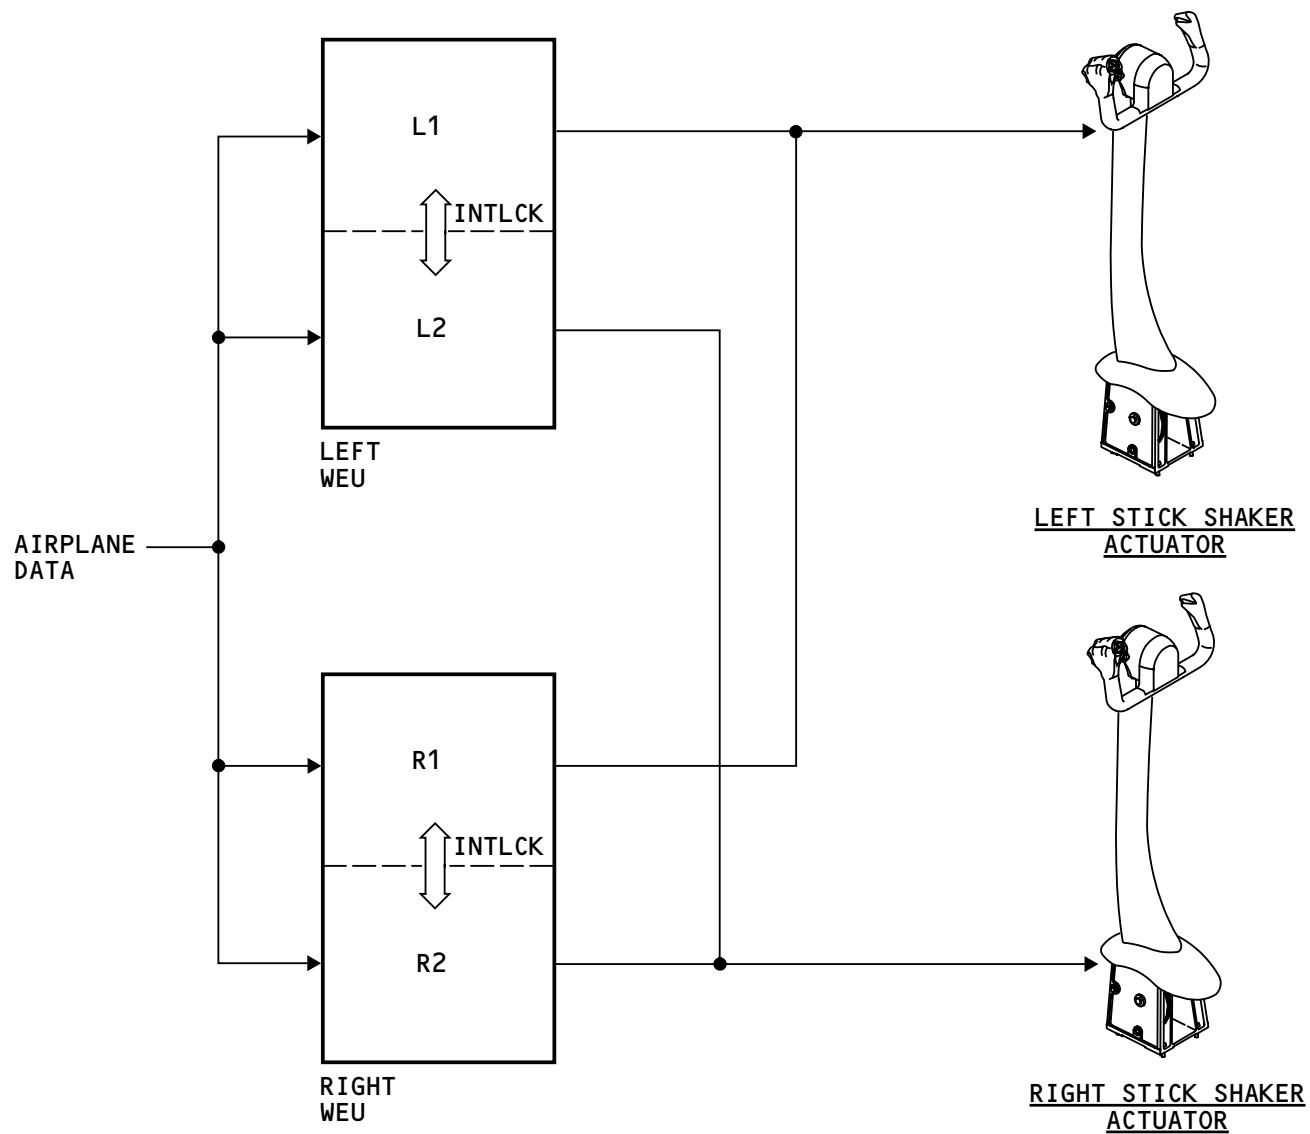 L1
INTLCK
L2
LEFT
WEU
LEFT STICK SHAKER
ACTUATOR
AIRPLANE
DATA
R1
INTLCK
R2
RIGHT
WEU
RIGHT STICK SHAKER
ACTUATOR